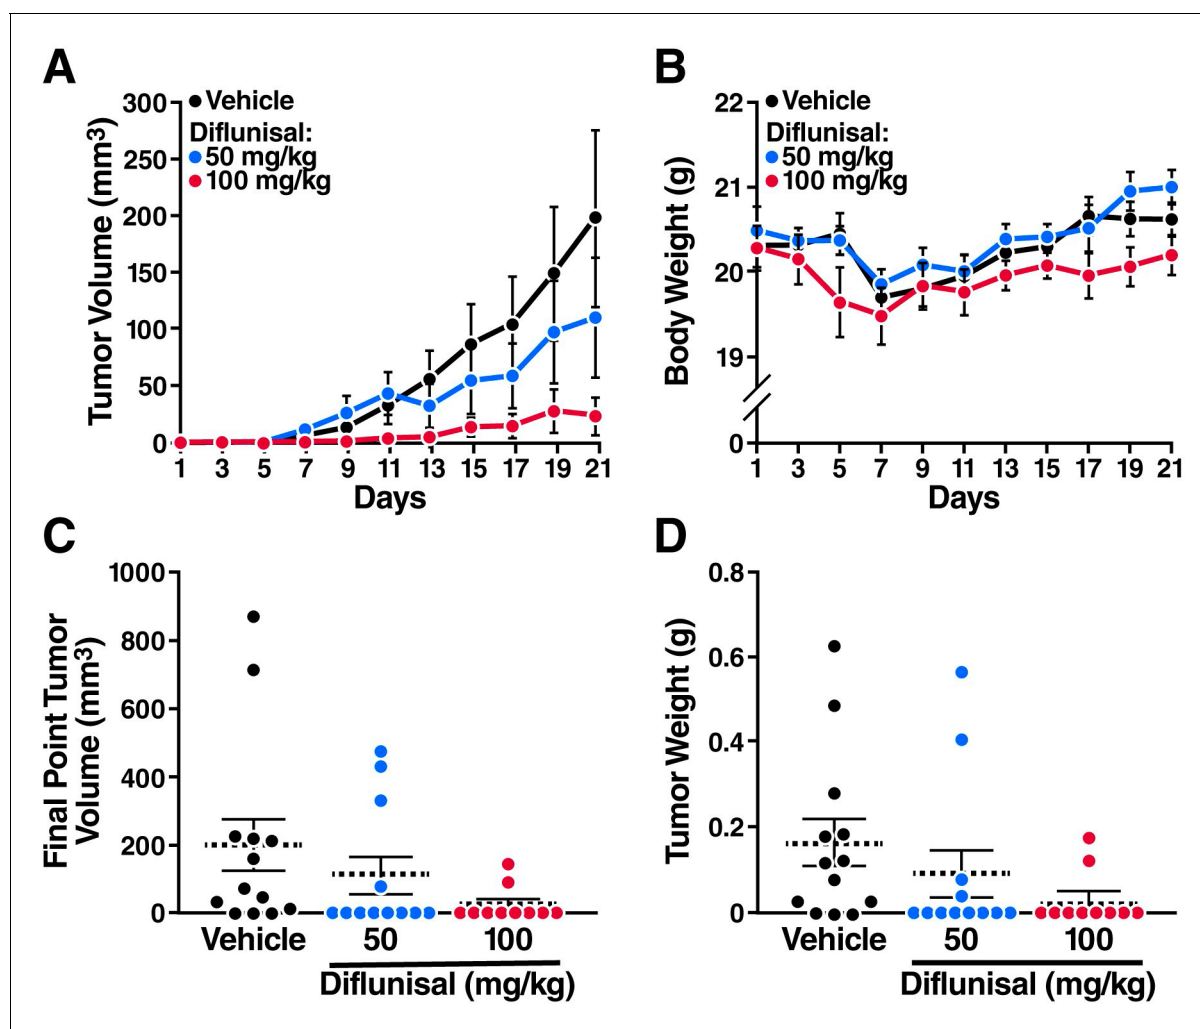 A
Tumor Volume (mm3)
300
250
200
150
100
50
0
Vehicle
Diflunisal:
50 mg/kg
100 mg/kg
1 3 5 7 9 11 13 15 17 19 21
Days
B
Body Weight (g)
22
21
20
19
0
Vehicle
Diflunisal:
50 mg/kg
100 mg/kg
1 3 5 7 9 11 13 15 17 19 21
Days
C
Final Point Tumor
Volume (mm3)
1000
800
600
400
200
0
Vehicle 50 100
Diflunisal (mg/kg)
D
Tumor Weight (g)
0.8
0.6
0.4
0.2
0
Vehicle 50 100
Diflunisal (mg/kg)